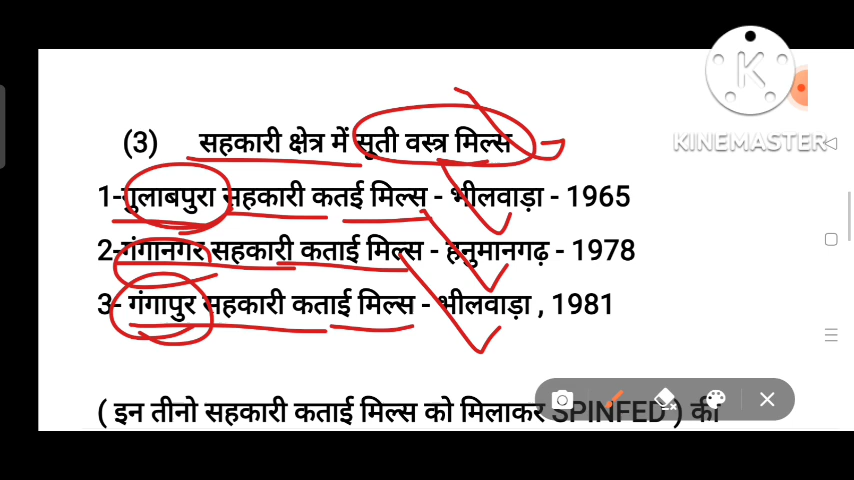 KINEMASTER
(3) सहकारी क्षेत्र में सूती वस्त्र मिल्स
1-गुलाबपुरा सहकारी कतई मिल्स - भीलवाड़ा - 1965
2-गंगानगर सहकारी कताई मिल्स - हनुमानगढ़ - 1978
3- गंगापुर सहकारी कताई मिल्स - भीलवाड़ा , 1981
( इन तीनो सहकारी कताई मिल्स को मिलाकर SPINFED ) की